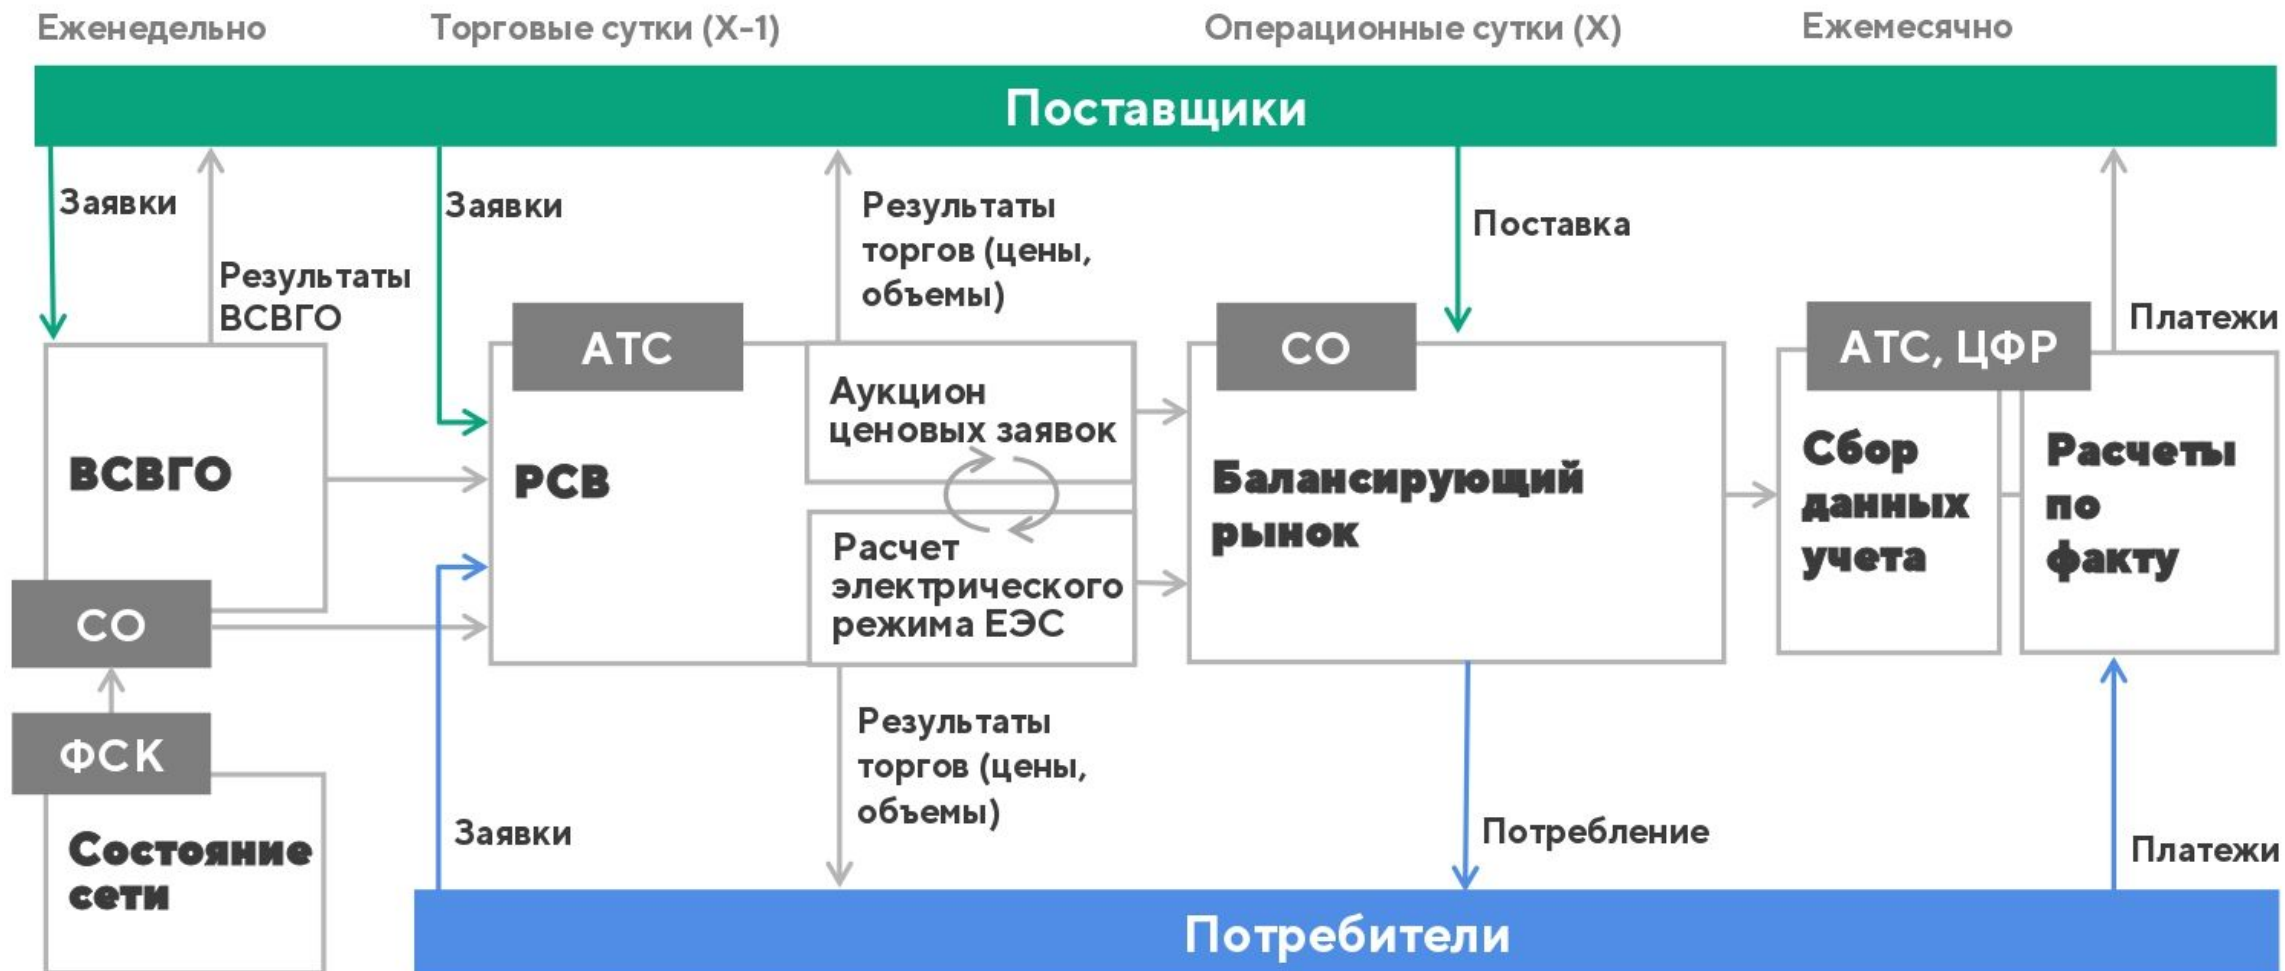 Еженедельно
Торговые сутки (X-1)
Операционные сутки (X)
Ежемесячно
Поставщики
Заявки
Результаты
ВСВГО
Заявки
Результаты
торгов (цены,
объемы)
Поставка
Платежи
ВСВГО
СО
ФСК
Состояние
сети
АТС
РСВ
Аукцион
ценовых заявок
Расчет
электрического
режима ЕЭС
СО
Балансирующий
рынок
АТС, ЦФР
Сбор
данных
учета
Расчеты
по
факту
Заявки
Результаты
торгов (цены,
объемы)
Потребление
Платежи
Потребители